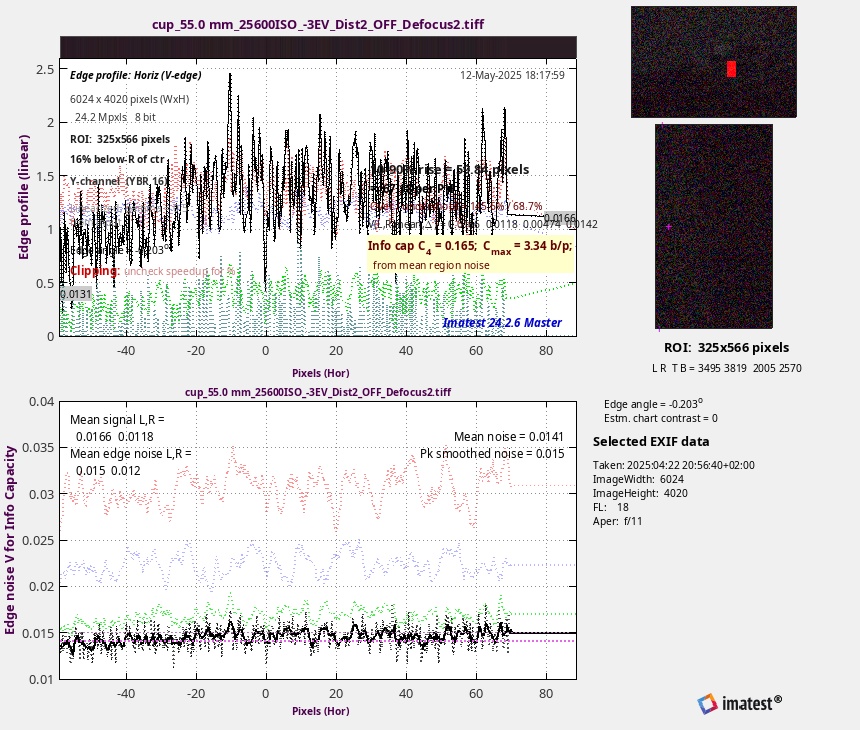 cup_55.0 mm_25600ISO_-3EV_Dist2_OFF_Defocus2.tiff
Edge profile: Horiz (V-edge)
12-May-2025 18:17:59
6024 x 4020 pixels (WxH)
24.2 Mpxls 8 bit
ROI: 325x566 pixels
16% below-R of ctr
Y-channel (YBR_16)
pixels
68.7%
0.0118 0.00474 0.0142
0.0166
Info cap C4 = 0.165; Cmax = 3.34 b/p;
from mean region noise
Clipping: uncheck speedup for %
0.0131
Imatest 24.2.6 Master
Edge profile (linear)
2.5
2
1.5
1
0.5
0
-40 -20 0 20 40 60 80
Pixels (Hor)
cup_55.0 mm_25600ISO_-3EV_Dist2_OFF_Defocus2.tiff
Mean signal L,R =
0.0166 0.0118
Mean edge noise L,R =
0.015 0.012
Mean noise = 0.0141
Pk smoothed noise = 0.015
Edge noise V for Info Capacity
0.04
0.035
0.03
0.025
0.02
0.015
0.01
-40 -20 0 20 40 60 80
Pixels (Hor)
ROI: 325x566 pixels
L R T B = 3495 3819 2005 2570
Edge angle = -0.203o
Estm. chart contrast = 0
Selected EXIF data
Taken: 2025:04:22 20:56:40+02:00
ImageWidth: 6024
ImageHeight: 4020
FL: 18
Aper: f/11
imatest®